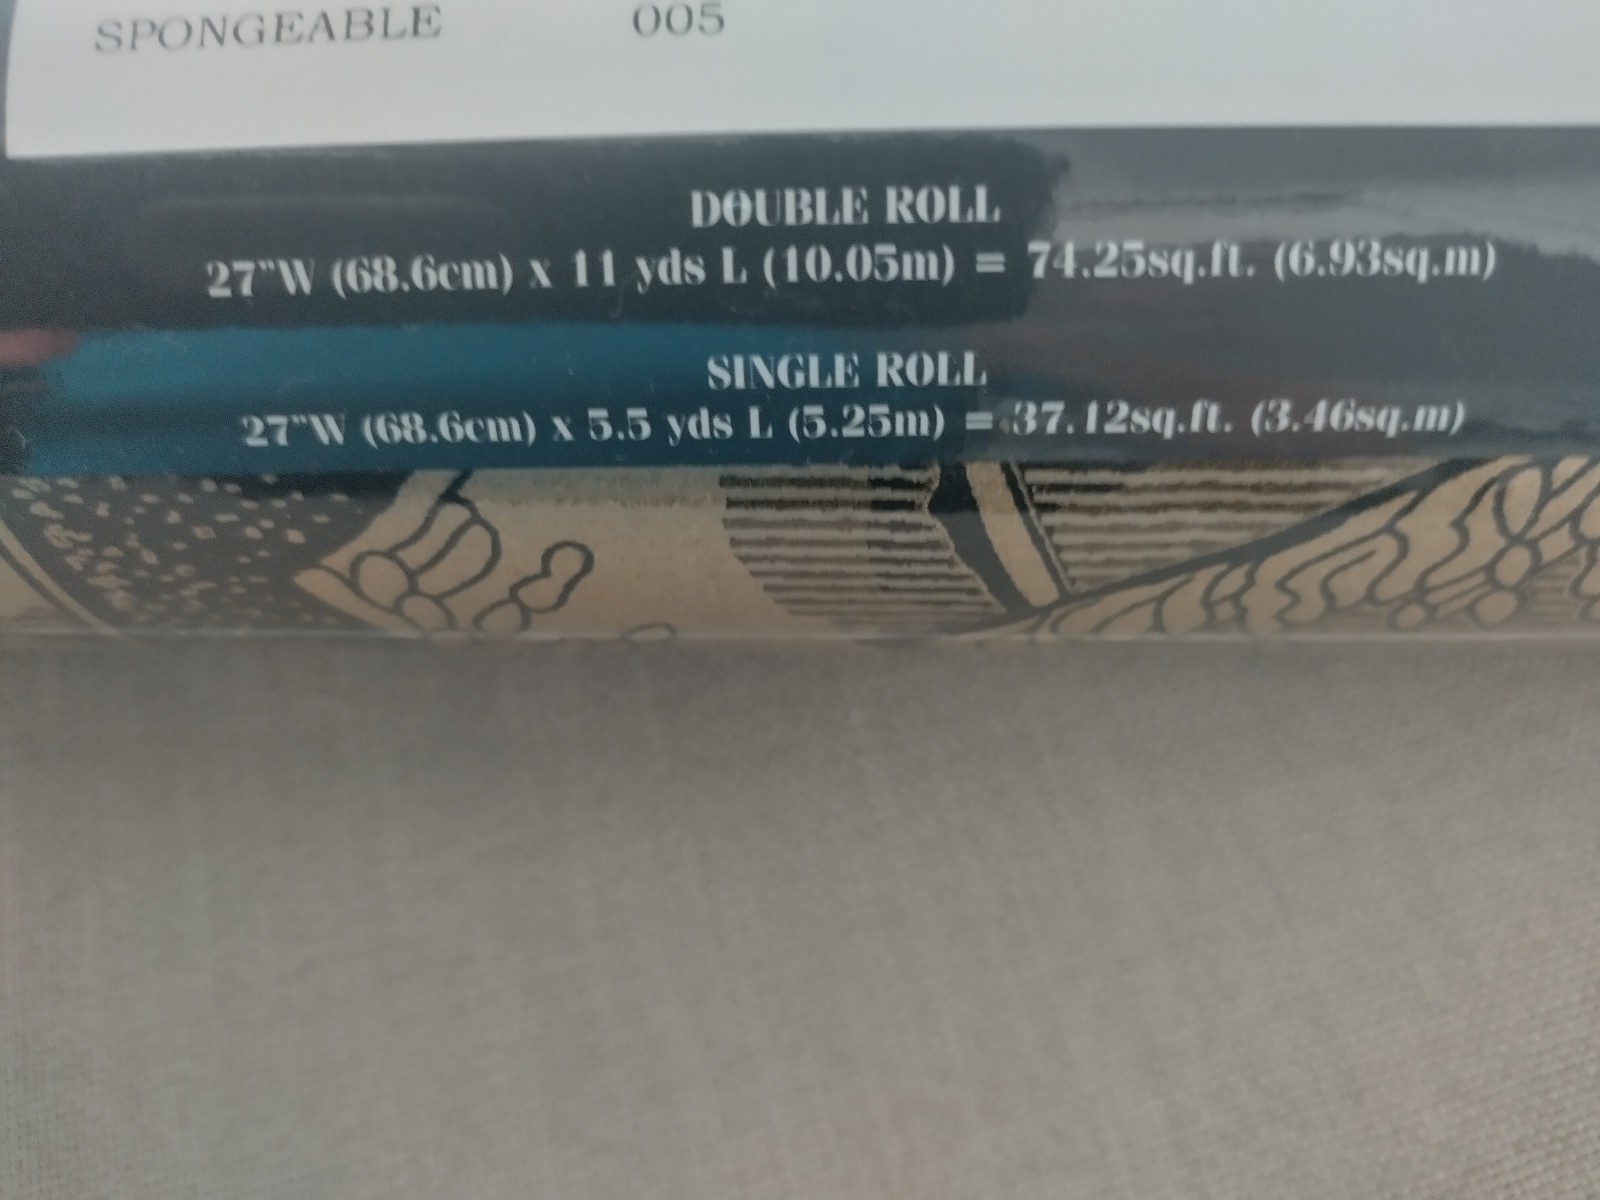 SPONGEABLE 005
DOUBLE ROLL
27"W (68.6cm) x 11 yds L (10.05m) = 74.25sq.ft. (6.93sq.m)
SINGLE ROLL
27"W (68.6cm) x 5.5 yds L (5.25m) = 37.12sq.ft. (3.46sq.m)